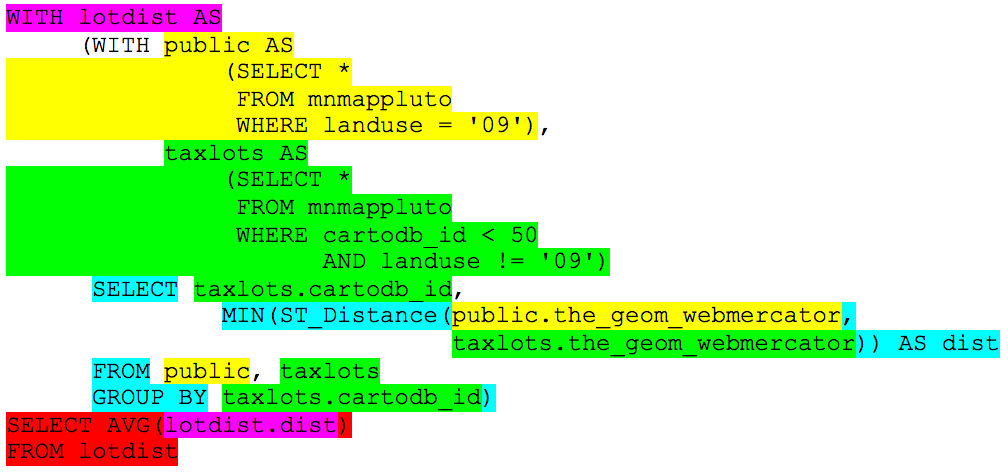 WITH lotdist AS
(WITH public AS
(SELECT *
FROM mnmappluto
WHERE landuse = '09'),
taxlots AS
(SELECT *
FROM mnmappluto
WHERE cartodb_id < 50
AND landuse != '09')
SELECT taxlots.cartodb_id,
MIN(ST_Distance(public.the_geom_webmercator,
taxlots.the_geom_webmercator)) AS dist
FROM public, taxlots
GROUP BY taxlots.cartodb_id)
SELECT AVG(lotdist.dist)
FROM lotdist